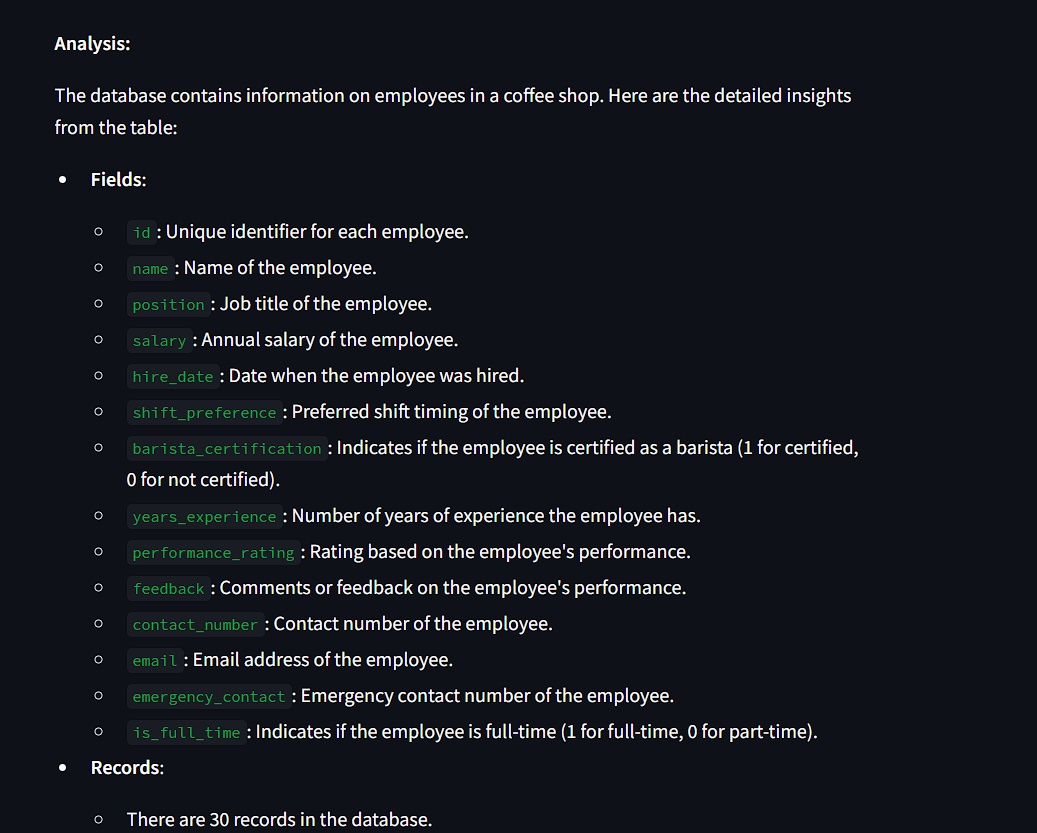 Analysis:
The database contains information on employees in a coffee shop. Here are the detailed insights
from the table:
• Fields:
○ id : Unique identifier for each employee.
○ name : Name of the employee.
○ position : Job title of the employee.
○ salary : Annual salary of the employee.
○ hire_date : Date when the employee was hired.
○ shift_preference : Preferred shift timing of the employee.
○ barista_certification : Indicates if the employee is certified as a barista (1 for certified,
0 for not certified).
○ years_experience : Number of years of experience the employee has.
○ performance_rating : Rating based on the employee's performance.
○ feedback : Comments or feedback on the employee's performance.
○ contact_number : Contact number of the employee.
○ email : Email address of the employee.
○ emergency_contact : Emergency contact number of the employee.
○ is_full_time : Indicates if the employee is full-time (1 for full-time, 0 for part-time).
• Records:
○ There are 30 records in the database.